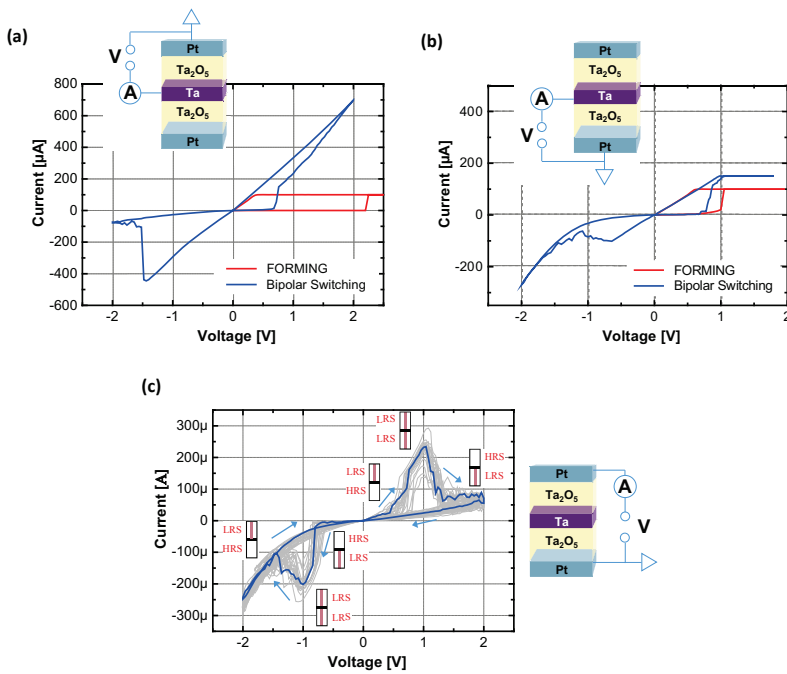 (a)
V
A
Pt
Ta2O5
Ta
Ta2O5
Pt
Current [µA]
800
600
400
200
0
-200
-400
-600
FORMING
Bipolar Switching
-2
-1
0
1
2
Voltage [V]
(b)
A
V
Pt
Ta2O5
Ta
Ta2O5
Pt
Current [µA]
400
200
0
-200
FORMING
Bipolar Switching
-2
-1
0
1
2
Voltage [V]
(c)
Current [A]
300µ
200µ
100µ
0
-100µ
-200µ
-300µ
LRS
LRS
HRS
LRS
LRS
HRS
LRS
HRS
HRS
LRS
LRS
LRS
-2
-1
0
1
2
Voltage [V]
Pt
Ta2O5
Ta
Ta2O5
Pt
A
V